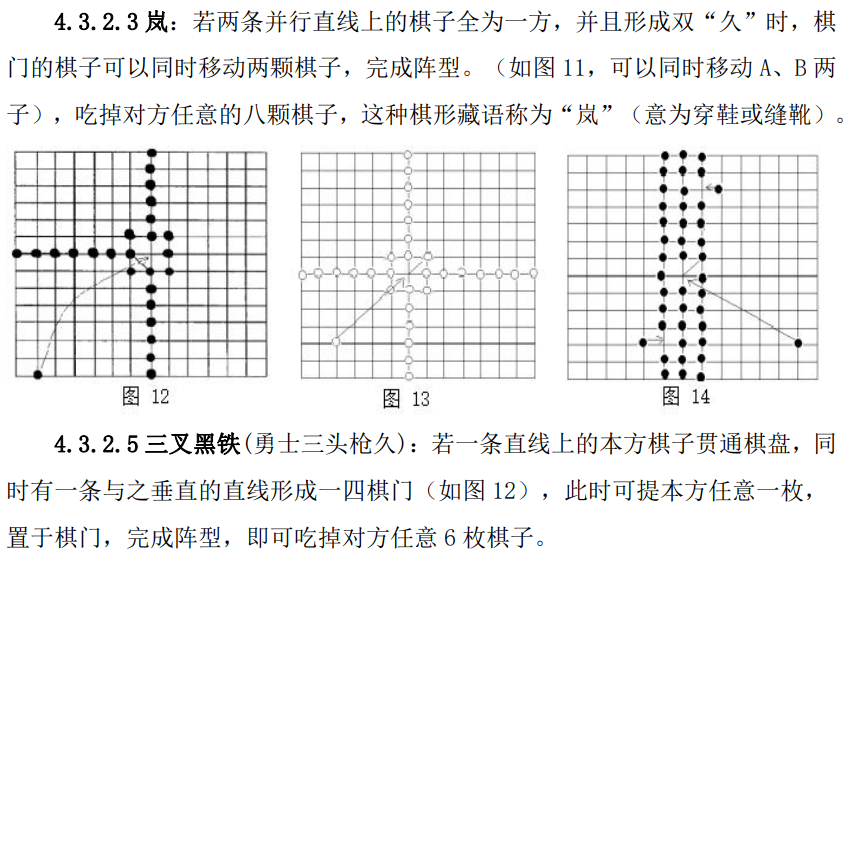 4.3.2.3岚：若两条并行直线上的棋子全为一方，并且形成双“久”时，棋
门的棋子可以同时移动两颗棋子，完成阵型。（如图11，可以同时移动A、B两
子），吃掉对方任意的八颗棋子，这种棋形藏语称为“岚”（意为穿鞋或缝靴）。
图 12
图 13
图 14
4.3.2.5三叉黑铁(勇士三头枪久)：若一条直线上的本方棋子贯通棋盘，同
时有一条与之垂直的直线形成一四棋门（如图12），此时可提本方任意一枚，
置于棋门，完成阵型，即可吃掉对方任意6枚棋子。